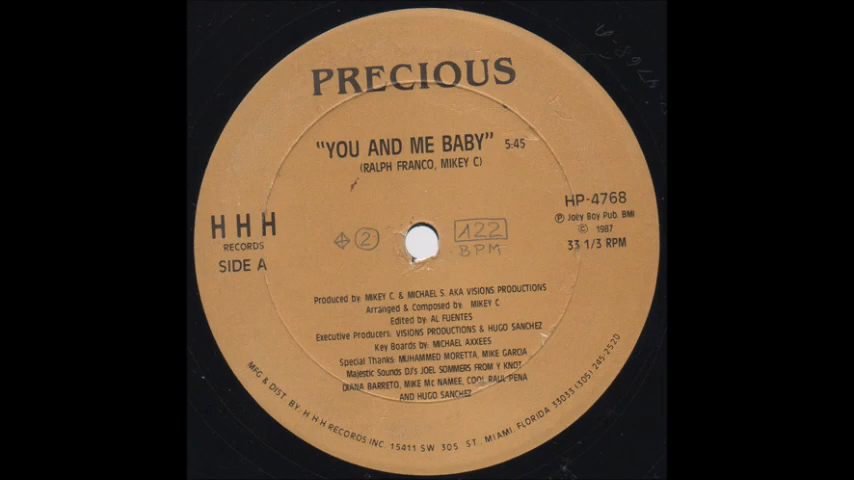 PRECIOUS
"YOU AND ME BABY" 5:45
(RALPH FRANCO, MIKEY C)
H H H
RECORDS
SIDE A
2
122
BPM
HP-4768
Ⓟ Joey Boy Pub. BMI
© 1987
33 1/3 RPM
Produced by: MIKEY C. & MICHAEL S. AKA VISIONS PRODUCTIONS
Arranged & Composed by: MIKEY C
Edited by: AL FUENTES
Executive Producers: VISIONS PRODUCTIONS & HUGO SANCHEZ
Key Boards by: MICHAEL AXXEES
Special Thanks: MUHAMMED MORETTA, MIKE GARCIA
Majestic Sounds DJ's JOEL SOMMERS FROM Y KNOT
DIANA BARRETO, MIKE Mc NAMEE, COOL RAUL PENA
AND HUGO SANCHEZ
MFG & DIST. BY: H H H RECORDS INC. 15411 SW 305 ST. MIAMI, FLORIDA 33033 (305) 245-2520